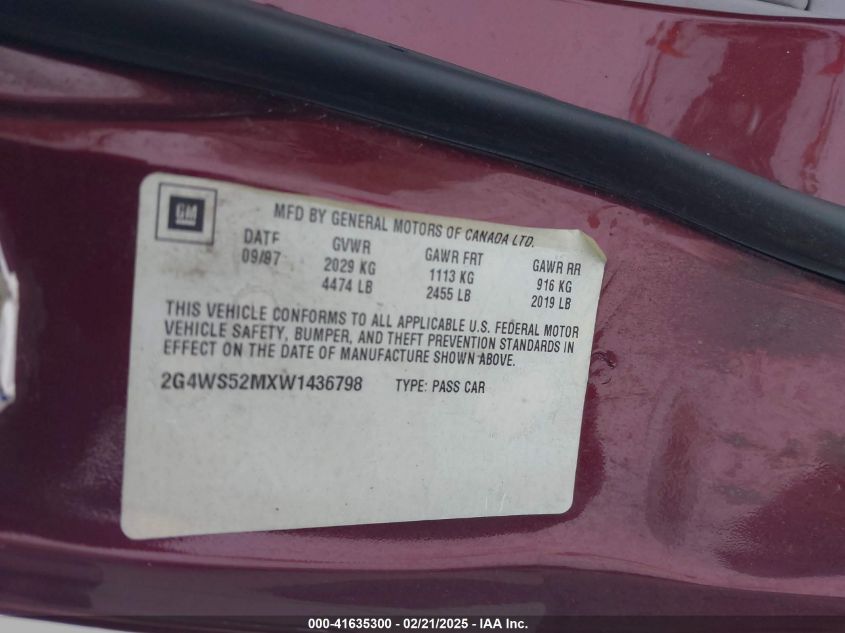 GM
MFD BY GENERAL MOTORS OF CANADA LTD.
DATE GVWR GAWR FRT GAWR RR
09/97 2029 KG 1113 KG 916 KG
4474 LB 2455 LB 2019 LB
THIS VEHICLE CONFORMS TO ALL APPLICABLE U.S. FEDERAL MOTOR
VEHICLE SAFETY, BUMPER, AND THEFT PREVENTION STANDARDS IN
EFFECT ON THE DATE OF MANUFACTURE SHOWN ABOVE.
2G4WS52MXW1436798 TYPE: PASS CAR
000-41635300 / 02/21/2025 - IAA Inc.